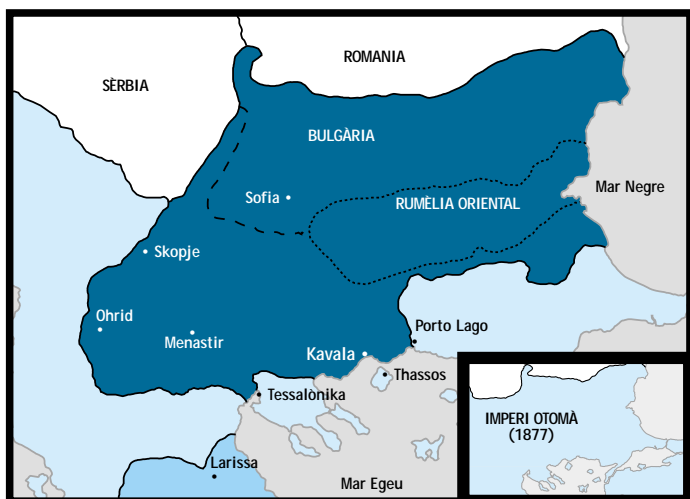 ROMANIA
SÈRBIA
BULGÀRIA
Mar Negre
Sofia
RUMÈLIA ORIENTAL
Skopje
Ohrid
Menastir
Porto Lago
Kavala
Thassos
Tessalònika
IMPERI OTOMÀ
(1877)
Larissa
Mar Egeu